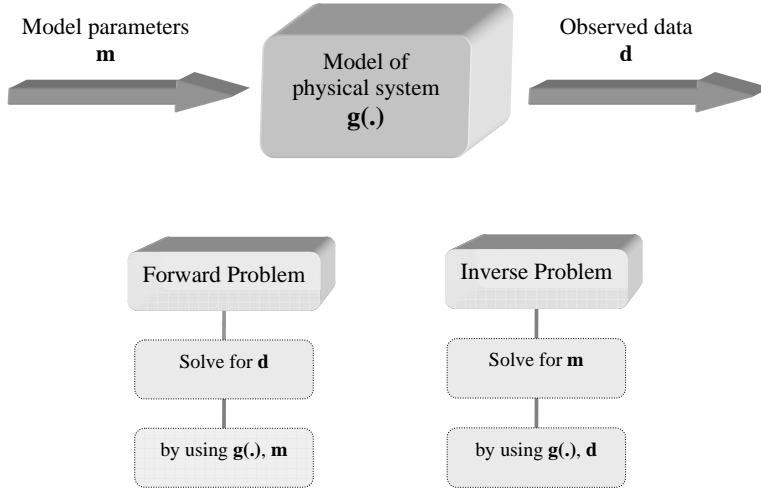 Model parameters
m
Model of
physical system
g(.)
Observed data
d
Forward Problem
Solve for d
by using g(.), m
Inverse Problem
Solve for m
by using g(.), d